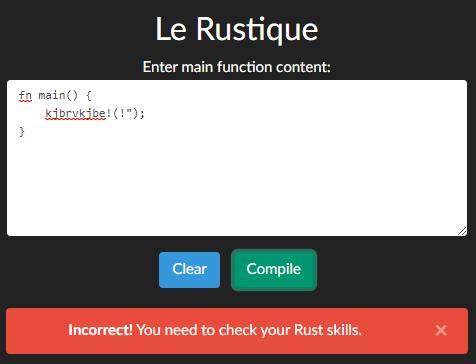 Le Rustique
Enter main function content:
fn main() {
    kjbrvkjbe!(!");
}
Clear
Compile
Incorrect! You need to check your Rust skills.
×